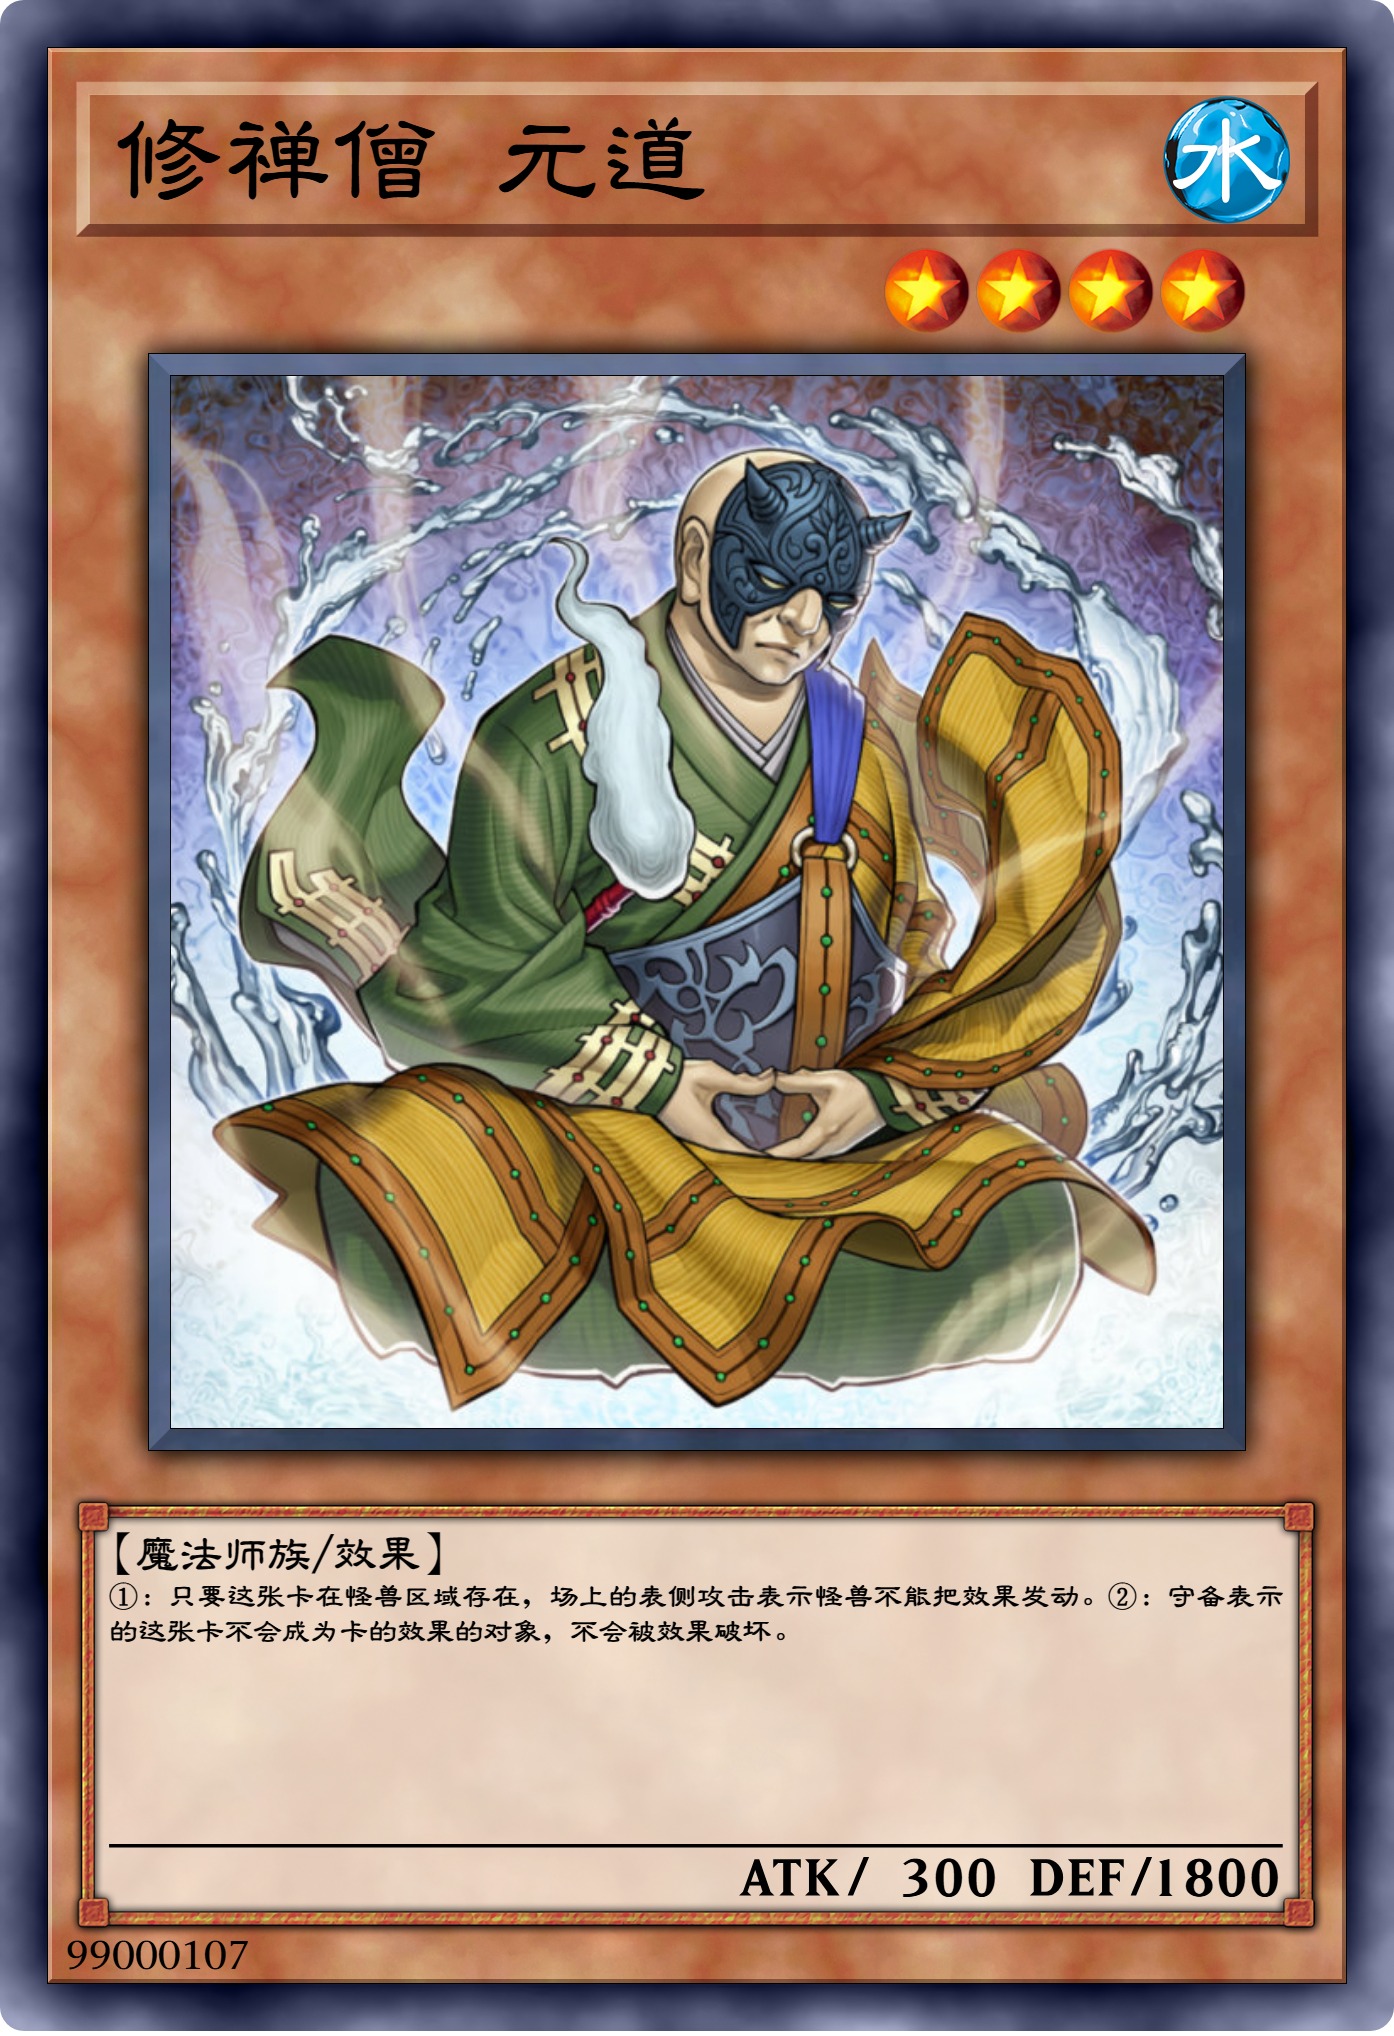 修禅僧 元道
水
【魔法师族/效果】
①：只要这张卡在怪兽区域存在，场上的表侧攻击表示怪兽不能把效果发动。②：守备表示
的这张卡不会成为卡的效果的对象，不会被效果破坏。
ATK/ 300 DEF/1800
99000107